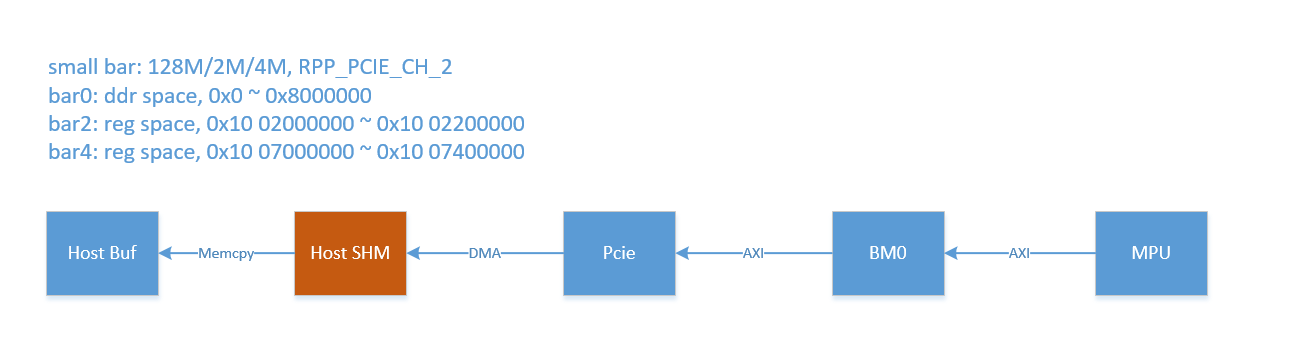 small bar: 128M/2M/4M, RPP_PCIE_CH_2
bar0: ddr space, 0x0 ~ 0x8000000
bar2: reg space, 0x10 02000000 ~ 0x10 02200000
bar4: reg space, 0x10 07000000 ~ 0x10 07400000
Host Buf
Memcpy
Host SHM
DMA
Pcie
AXI
BM0
AXI
MPU